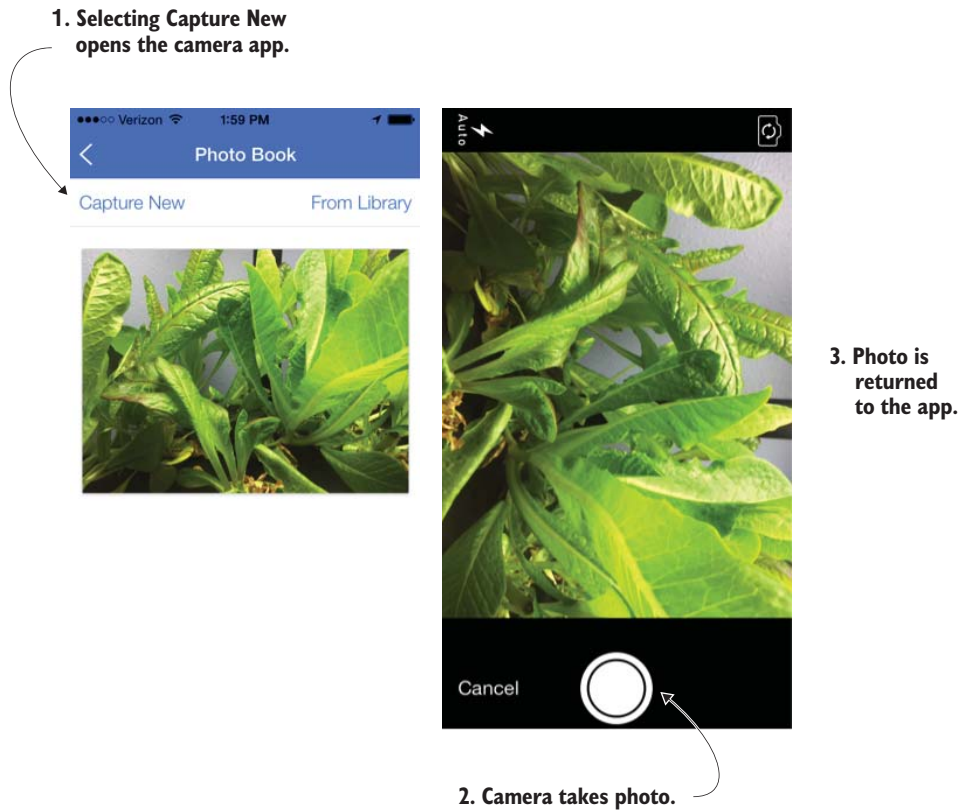 1. Selecting Capture New
opens the camera app.
Verizon 1:59 PM
Photo Book
Capture New From Library
Auto
3. Photo is
returned
to the app.
Cancel
2. Camera takes photo.